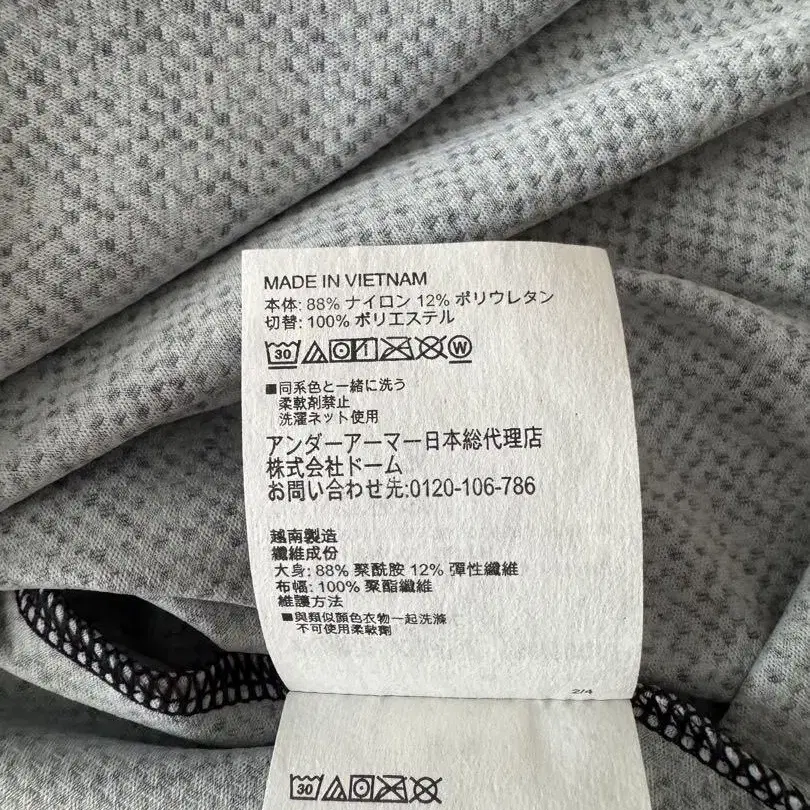 MADE IN VIETNAM
本体: 88% ナイロン 12% ポリウレタン
切替: 100% ポリエステル
30 W
■同系色と一緒に洗う
柔軟剤禁止
洗濯ネット使用
アンダーアーマー日本総代理店
株式会社ドーム
お問い合わせ先:0120-106-786
越南製造
纖維成份
大身: 88% 聚酰胺 12% 彈性纖維
布幅: 100% 聚酯纖維
維護方法
■與類似顏色衣物一起洗滌
不可使用柔軟劑
2/4
30